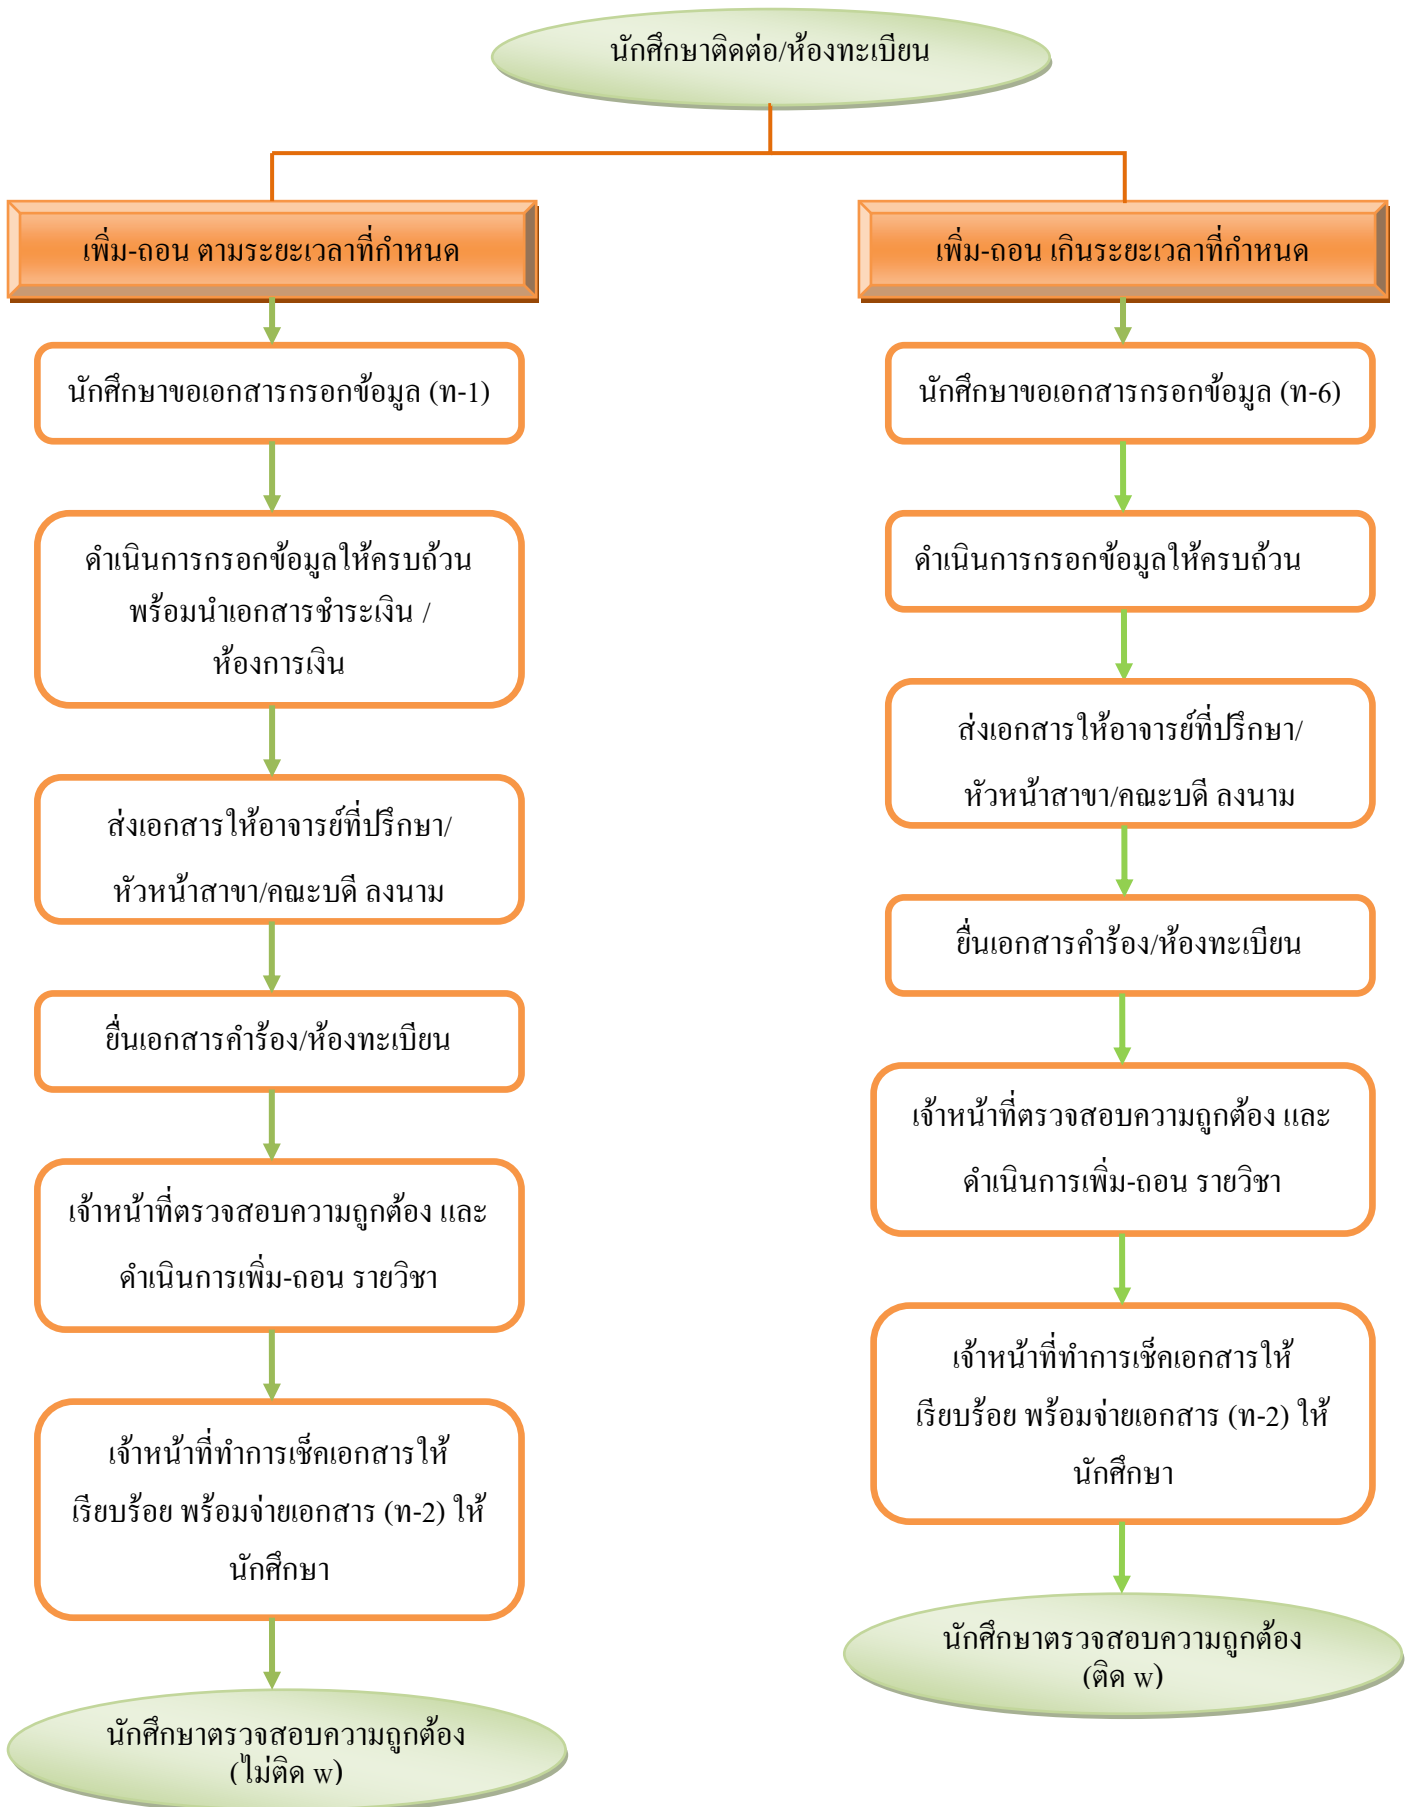 นักศึกษาติดต่อ/ห้องทะเบียน
เพิ่ม-ถอน ตามระยะเวลาที่กำหนด
นักศึกษาขอเอกสารกรอกข้อมูล (ท-1)
ดำเนินการกรอกข้อมูลให้ครบถ้วน
พร้อมนำเอกสารชำระเงิน /
ห้องการเงิน
ส่งเอกสารให้อาจารย์ที่ปรึกษา/
หัวหน้าสาขา/คณะบดี ลงนาม
ยื่นเอกสารคำร้อง/ห้องทะเบียน
เจ้าหน้าที่ตรวจสอบความถูกต้อง และ
ดำเนินการเพิ่ม-ถอน รายวิชา
เจ้าหน้าที่ทำการเช็คเอกสารให้
เรียบร้อย พร้อมจ่ายเอกสาร (ท-2) ให้
นักศึกษา
นักศึกษาตรวจสอบความถูกต้อง
(ไม่ติด w)
เพิ่ม-ถอน เกินระยะเวลาที่กำหนด
นักศึกษาขอเอกสารกรอกข้อมูล (ท-6)
ดำเนินการกรอกข้อมูลให้ครบถ้วน
ส่งเอกสารให้อาจารย์ที่ปรึกษา/
หัวหน้าสาขา/คณะบดี ลงนาม
ยื่นเอกสารคำร้อง/ห้องทะเบียน
เจ้าหน้าที่ตรวจสอบความถูกต้อง และ
ดำเนินการเพิ่ม-ถอน รายวิชา
เจ้าหน้าที่ทำการเช็คเอกสารให้
เรียบร้อย พร้อมจ่ายเอกสาร (ท-2) ให้
นักศึกษา
นักศึกษาตรวจสอบความถูกต้อง
(ติด w)